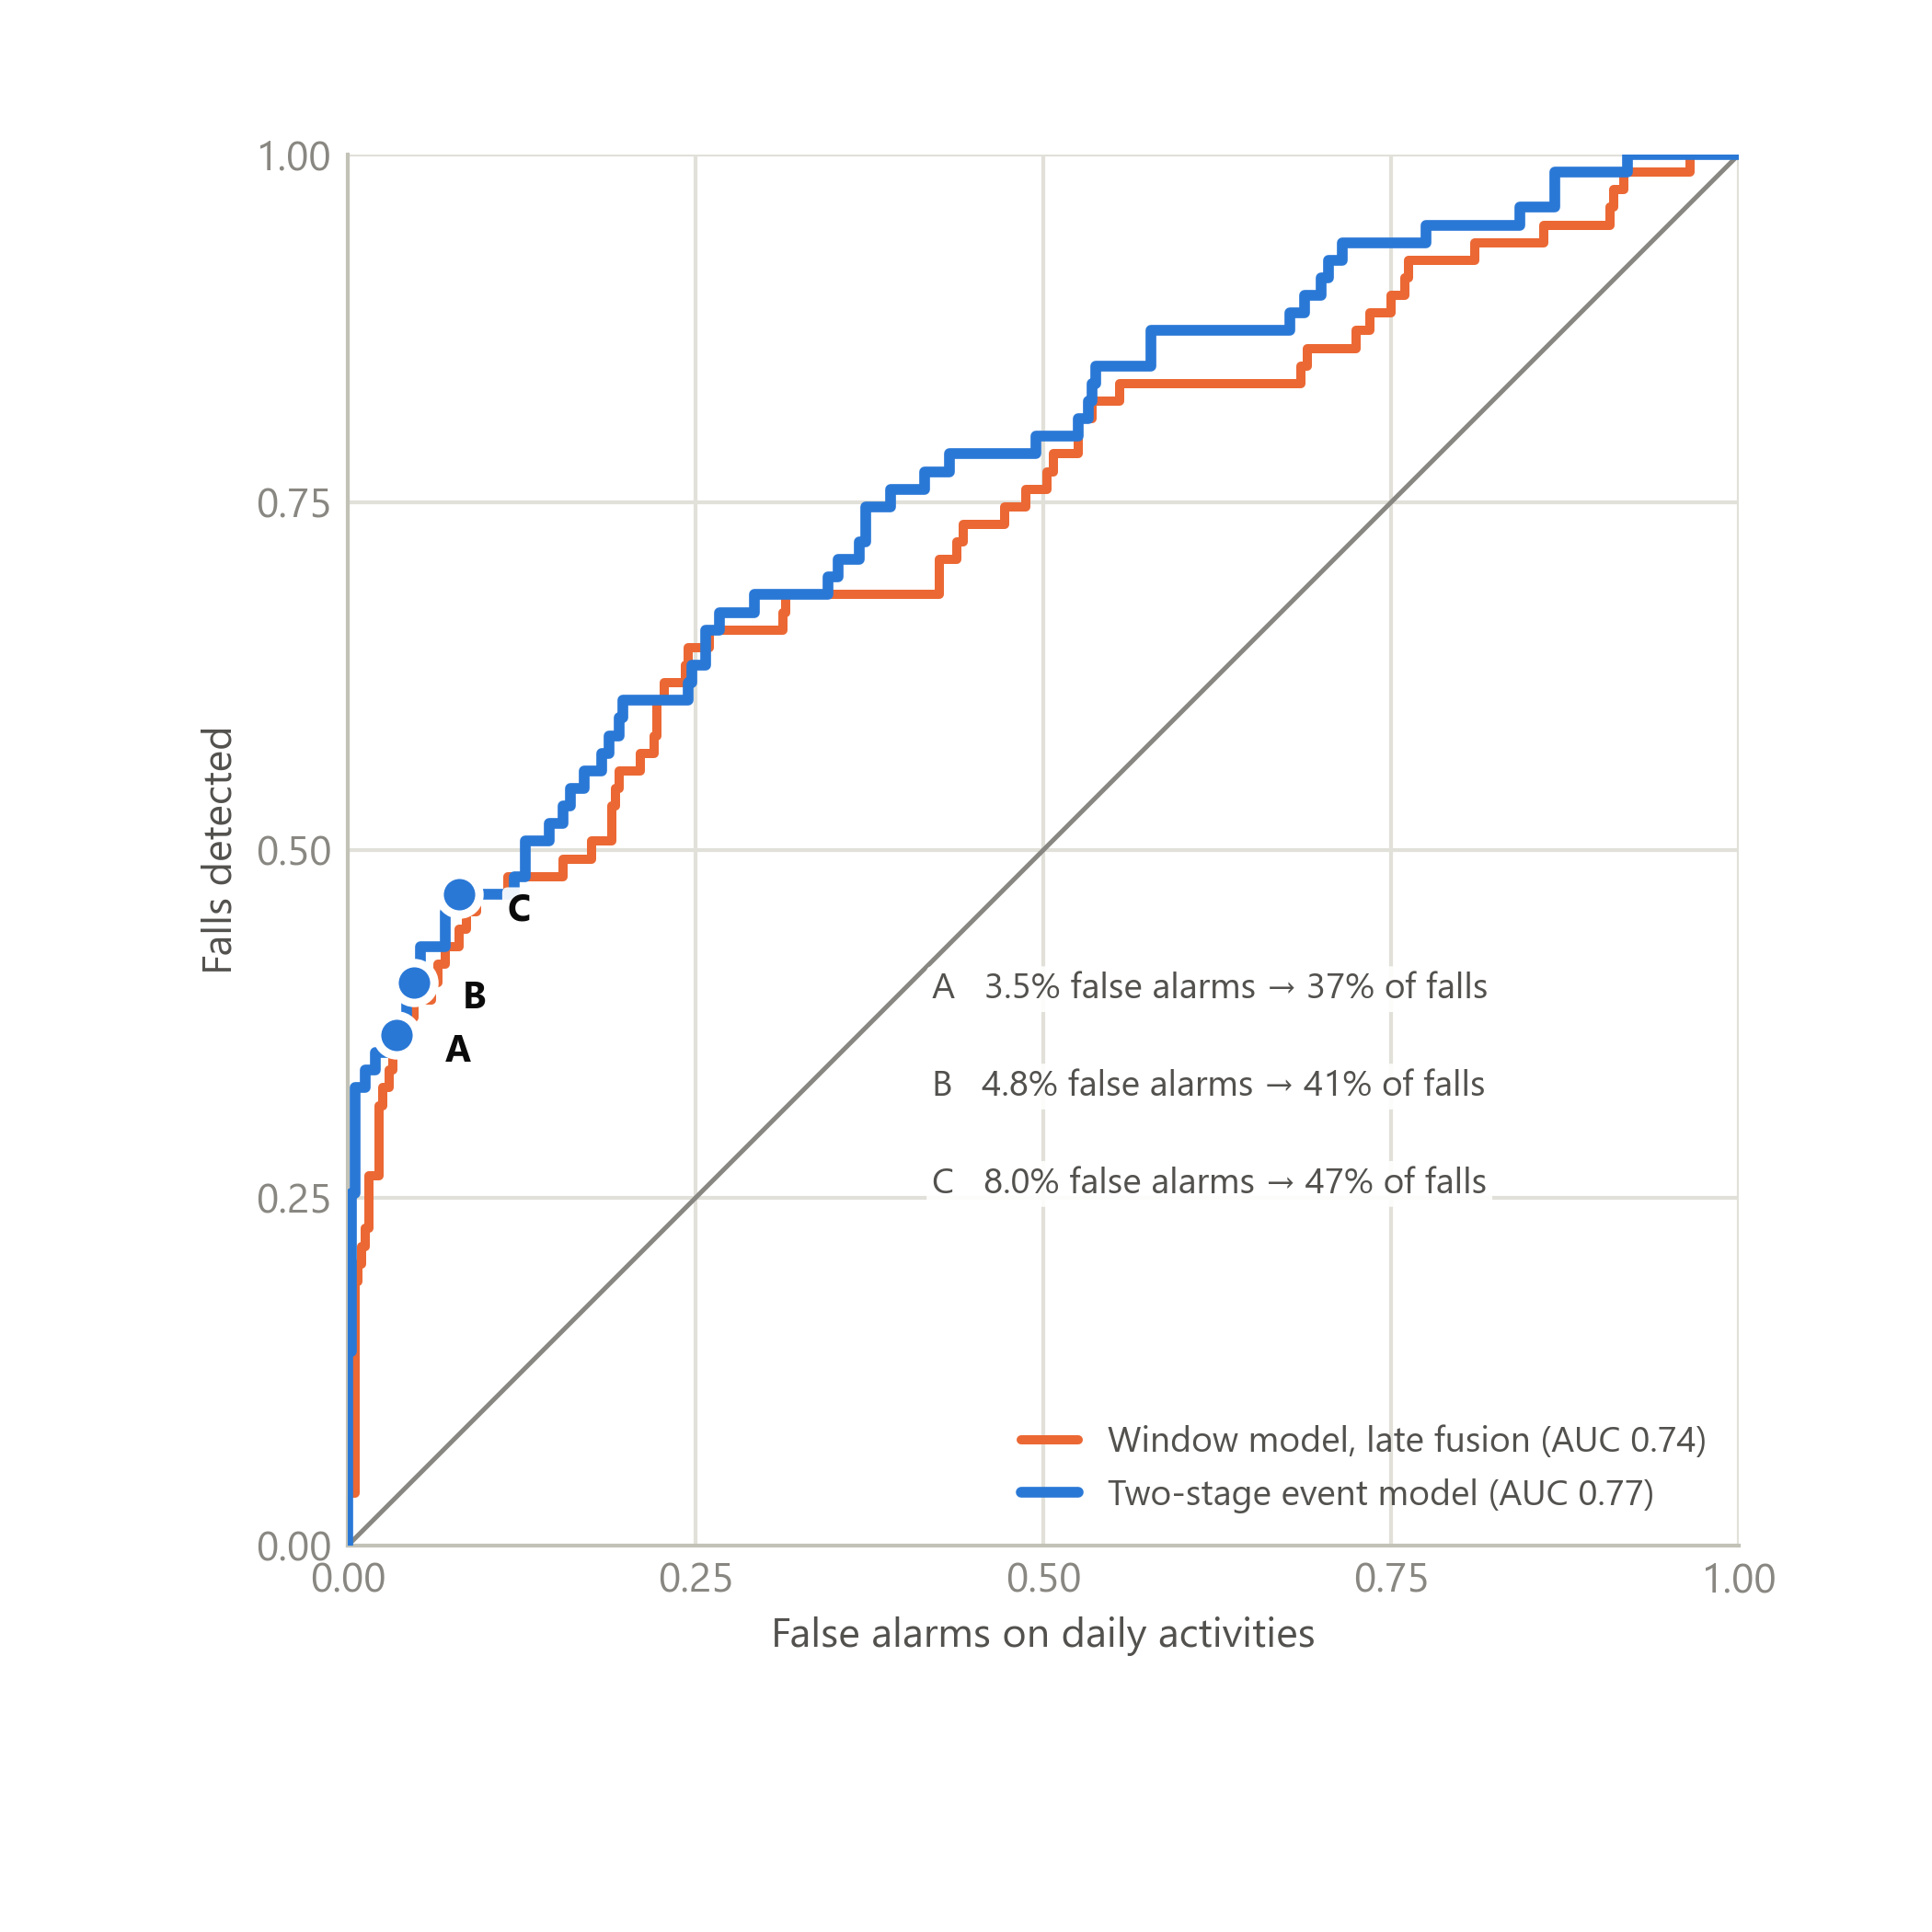 1.00
0.75
0.50
0.25
0.00
Falls detected
C
B
A
A 3.5% false alarms → 37% of falls
B 4.8% false alarms → 41% of falls
C 8.0% false alarms → 47% of falls
Window model, late fusion (AUC 0.74)
Two-stage event model (AUC 0.77)
0.00 0.25 0.50 0.75 1.00
False alarms on daily activities